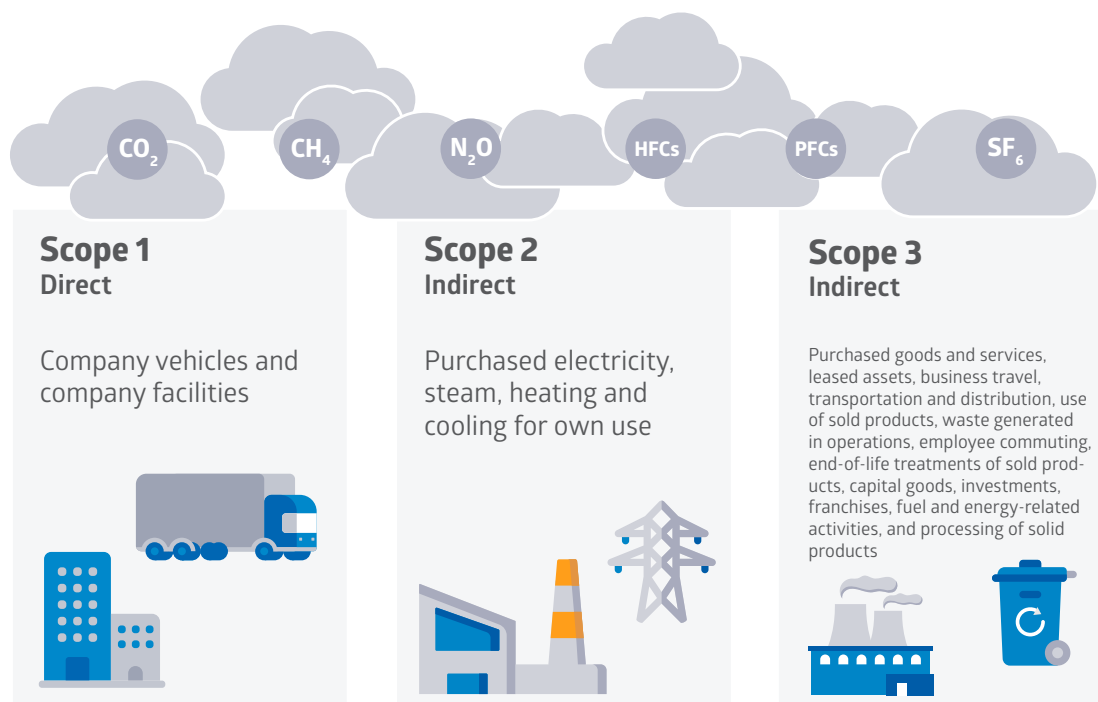 CO₂
CH₄
N₂O
HFCs
PFCs
SF₆
Scope 1
Direct
Company vehicles and
company facilities
Scope 2
Indirect
Purchased electricity,
steam, heating and
cooling for own use
Scope 3
Indirect
Purchased goods and services,
leased assets, business travel,
transportation and distribution, use
of sold products, waste generated
in operations, employee commuting,
end-of-life treatments of sold prod-
ucts, capital goods, investments,
franchises, fuel and energy-related
activities, and processing of solid
products